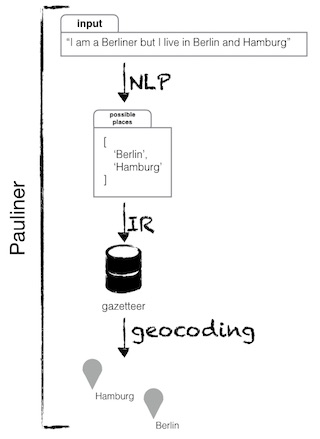 input
"I am a Berliner but I live in Berlin and Hamburg"
NLP
possible
places
[
'Berlin',
'Hamburg'
]
IR
gazetteer
geocoding
Hamburg
Berlin
Pauliner